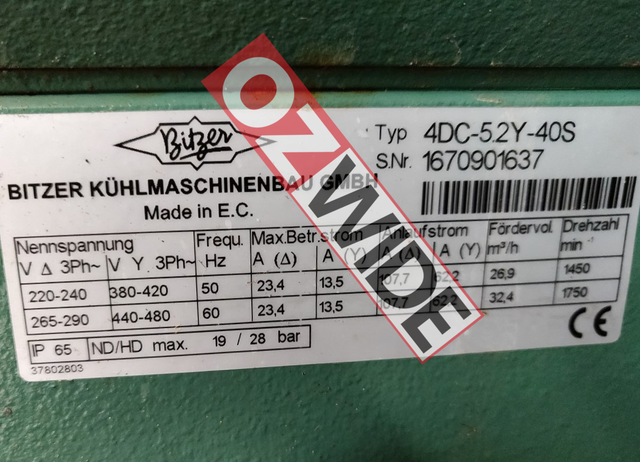 Bitzer
Typ 4DC-5.2Y-40S
S.Nr. 1670901637
BITZER KÜHLMASCHINENBAU GMBH
Made in E.C.
OZWIDE
Nennspannung Frequ. Max.Betr.strom Anlaufstrom Fördervol. Drehzahl
V Δ 3Ph~ V Y 3Ph~ Hz A (Δ) A (Y) A (Δ) A (Y) m³/h min
220-240 380-420 50 23,4 13,5 107,7 62,2 26,9 1450
265-290 440-480 60 23,4 13,5 107,7 62,2 32,4 1750
IP 65 ND/HD max. 19 / 28 bar CE
37802803